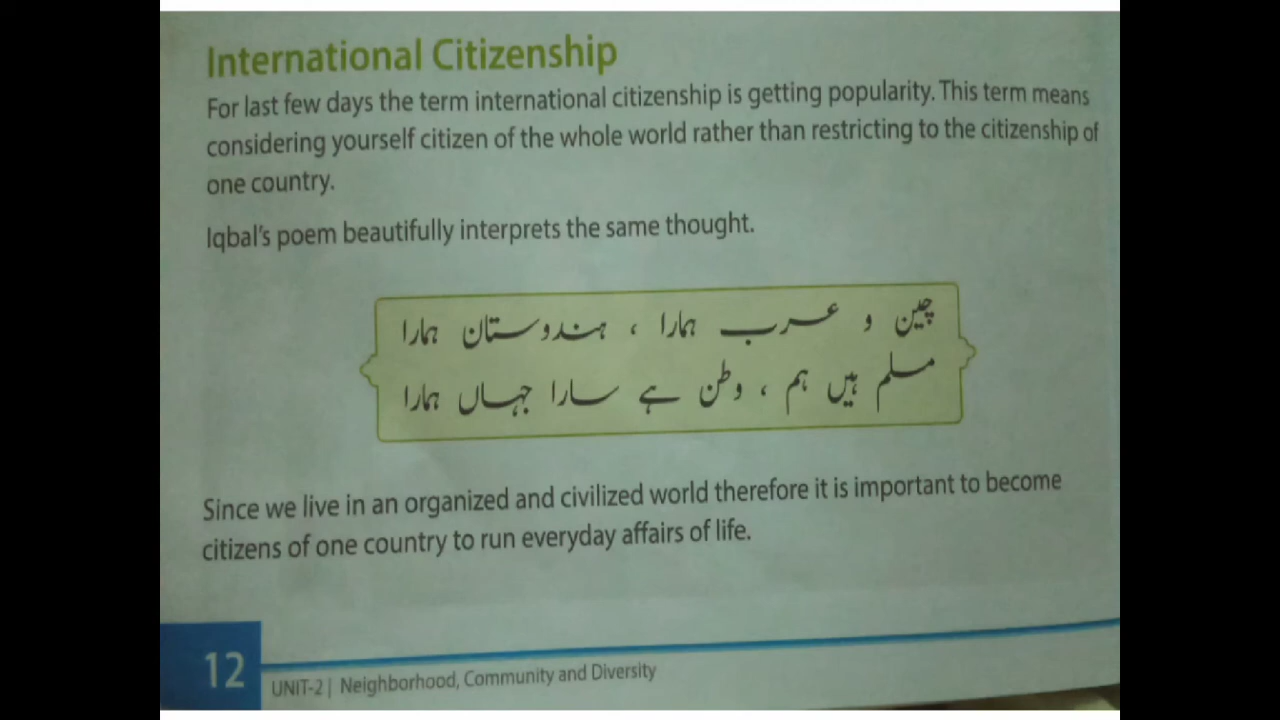 International Citizenship
For last few days the term international citizenship is getting popularity. This term means
considering yourself citizen of the whole world rather than restricting to the citizenship of
one country.
Iqbal's poem beautifully interprets the same thought.
چین و عرب ہمارا ، ہندوستان ہمارا
مسلم ہیں ہم ، وطن ہے سارا جہاں ہمارا
Since we live in an organized and civilized world therefore it is important to become
citizens of one country to run everyday affairs of life.
12 UNIT-2 | Neighborhood, Community and Diversity